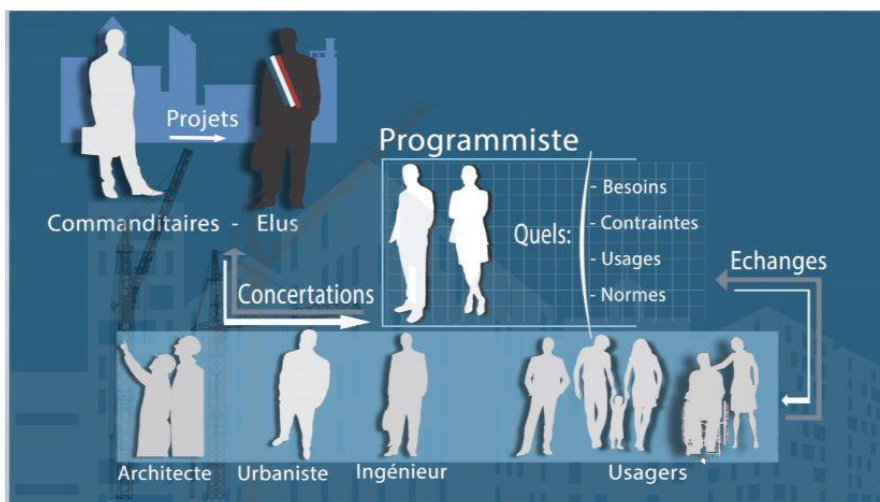 Projets
Commanditaires - Elus
Programmiste
Quels:
- Besoins
- Contraintes
- Usages
- Normes
Echanges
Concertations
Architecte
Urbaniste
Ingénieur
Usagers